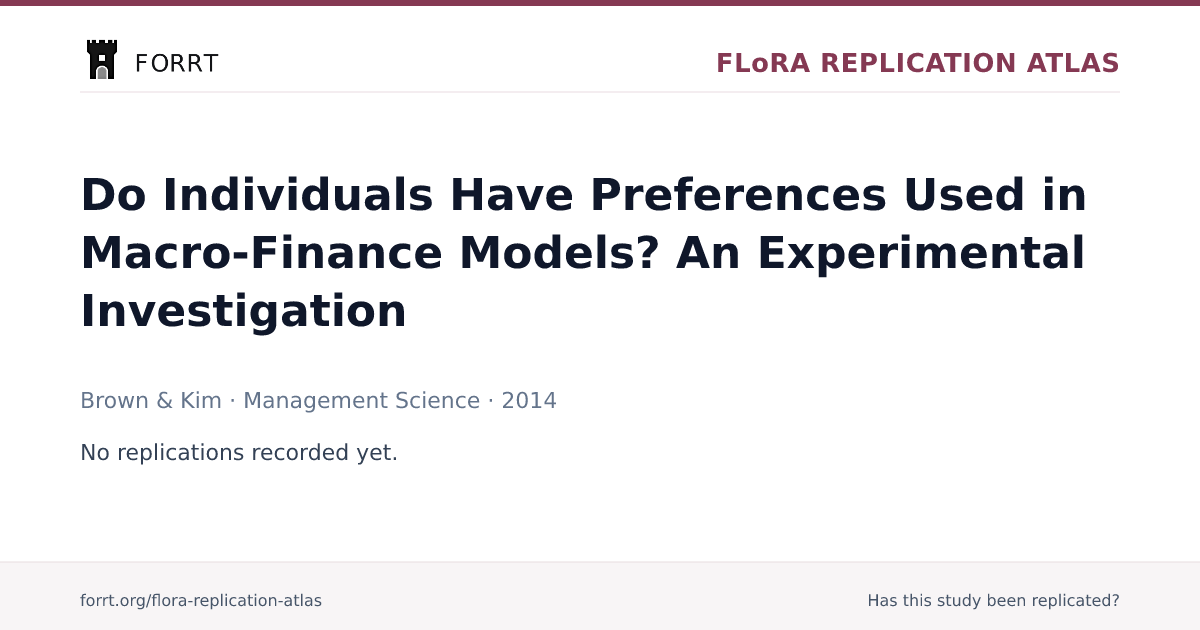 FORRT
FLoRA REPLICATION ATLAS
Do Individuals Have Preferences Used in
Macro-Finance Models? An Experimental
Investigation
Brown & Kim · Management Science · 2014
No replications recorded yet.
forrt.org/flora-replication-atlas
Has this study been replicated?